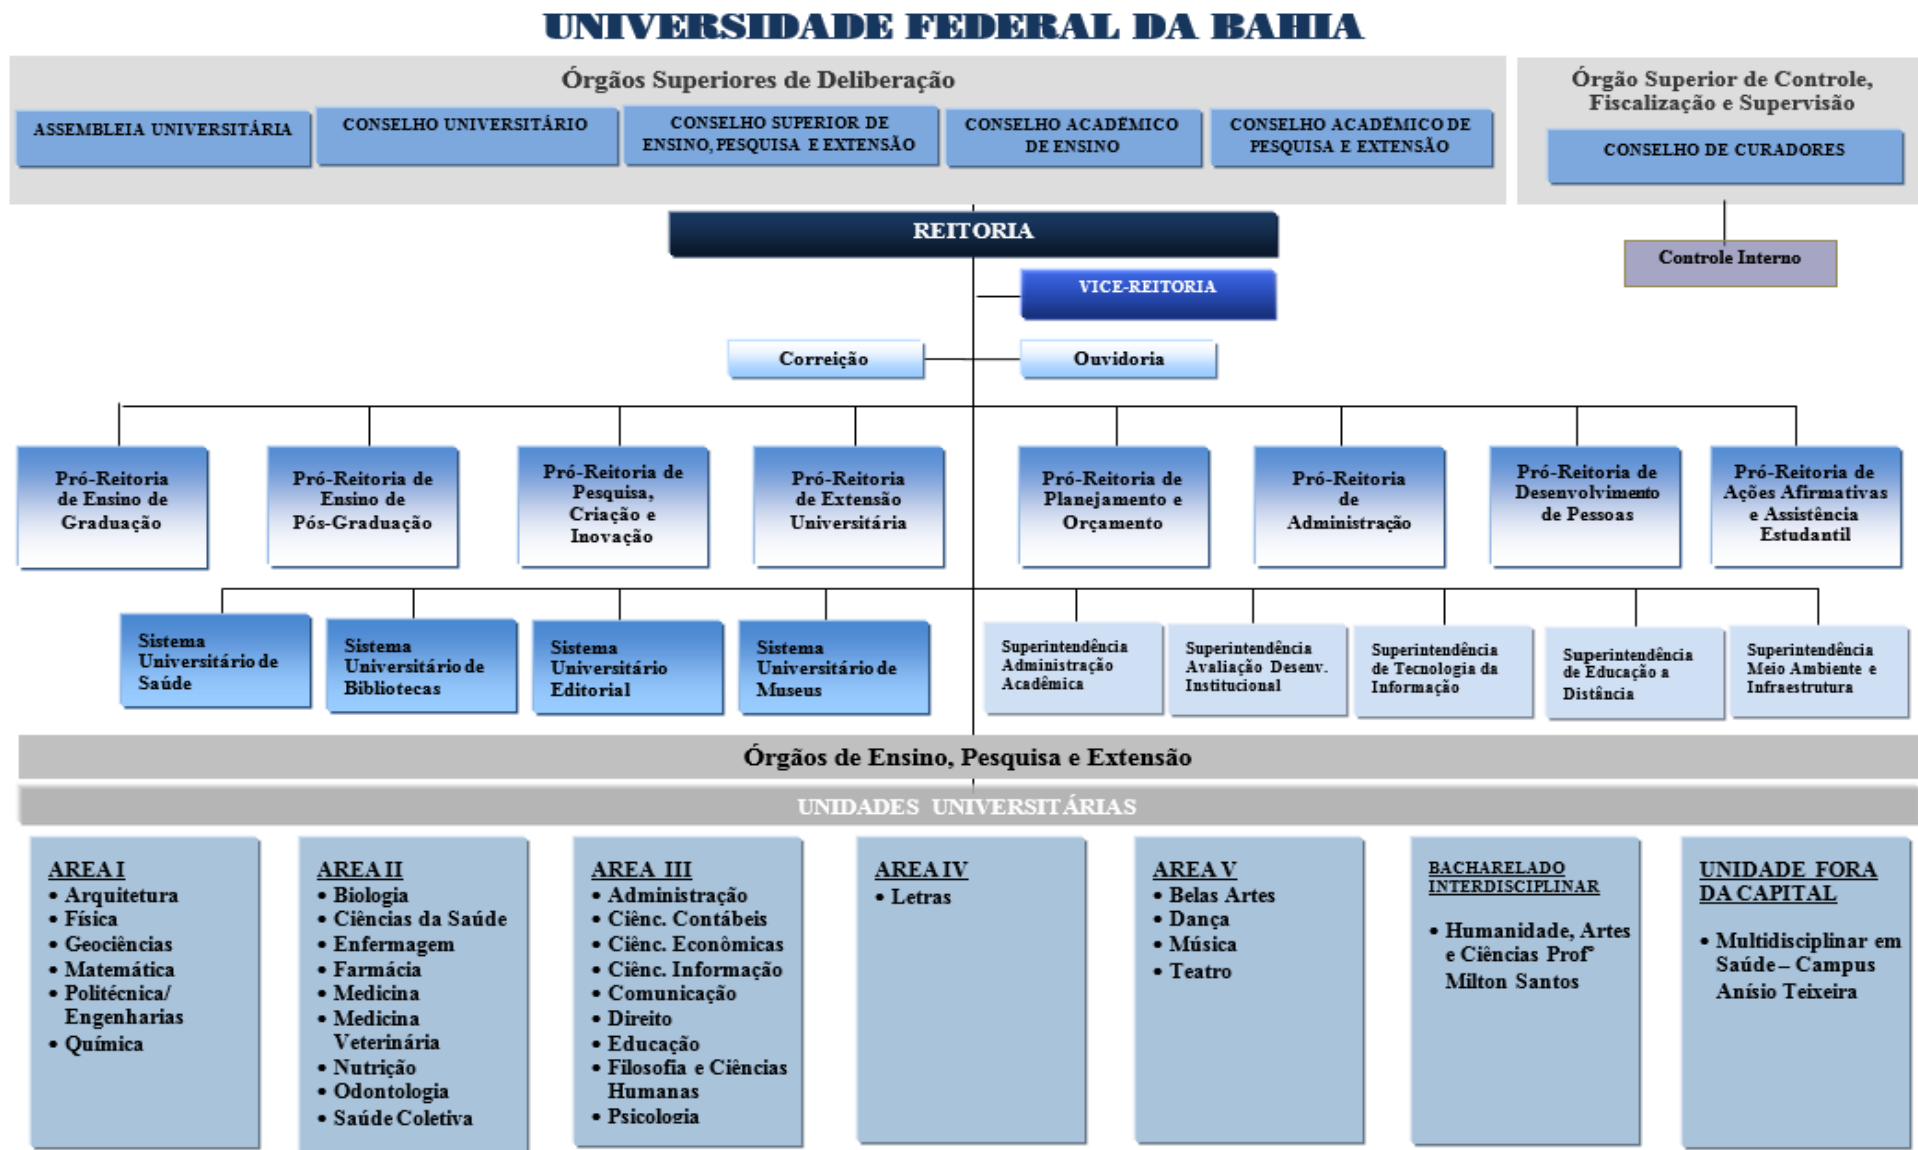 UNIVERSIDADE FEDERAL DA BAHIA
Órgãos Superiores de Deliberação
ASSEMBLEIA UNIVERSITÁRIA
CONSELHO UNIVERSITÁRIO
CONSELHO SUPERIOR DE
ENSINO, PESQUISA E EXTENSÃO
CONSELHO ACADÊMICO
DE ENSINO
CONSELHO ACADÊMICO DE
PESQUISA E EXTENSÃO
Órgão Superior de Controle,
Fiscalização e Supervisão
CONSELHO DE CURADORES
Controle Interno
REITORIA
VICE-REITORIA
Correição
Ouvidoria
Pró-Reitoria
de Ensino de
Graduação
Pró-Reitoria de
Ensino de
Pós-Graduação
Pró-Reitoria de
Pesquisa,
Criação e
Inovação
Pró-Reitoria
de Extensão
Universitária
Pró-Reitoria de
Planejamento e
Orçamento
Pró-Reitoria
de
Administração
Pró-Reitoria de
Desenvolvimento
de Pessoas
Pró-Reitoria de
Ações Afirmativas
e Assistência
Estudantil
Sistema
Universitário de
Saúde
Sistema
Universitário de
Bibliotecas
Sistema
Universitário
Editorial
Sistema
Universitário de
Museus
Superintendência
Administração
Acadêmica
Superintendência
Avaliação Desenv.
Institucional
Superintendência
de Tecnologia da
Informação
Superintendência
de Educação a
Distância
Superintendência
Meio Ambiente e
Infraestrutura
Órgãos de Ensino, Pesquisa e Extensão
UNIDADES UNIVERSITÁRIAS
AREA I
• Arquitetura
• Física
• Geociências
• Matemática
• Politécnica/
Engenharias
• Química
AREA II
• Biologia
• Ciências da Saúde
• Enfermagem
• Farmácia
• Medicina
• Medicina
Veterinária
• Nutrição
• Odontologia
• Saúde Coletiva
AREA III
• Administração
• Ciênc. Contábeis
• Ciênc. Econômicas
• Ciênc. Informação
• Comunicação
• Direito
• Educação
• Filosofia e Ciências
Humanas
• Psicologia
AREA IV
• Letras
AREA V
• Belas Artes
• Dança
• Música
• Teatro
BACHARELADO
INTERDISCIPLINAR
• Humanidade, Artes
e Ciências Profº
Milton Santos
UNIDADE FORA
DA CAPITAL
• Multidisciplinar em
Saúde – Campus
Anísio Teixeira